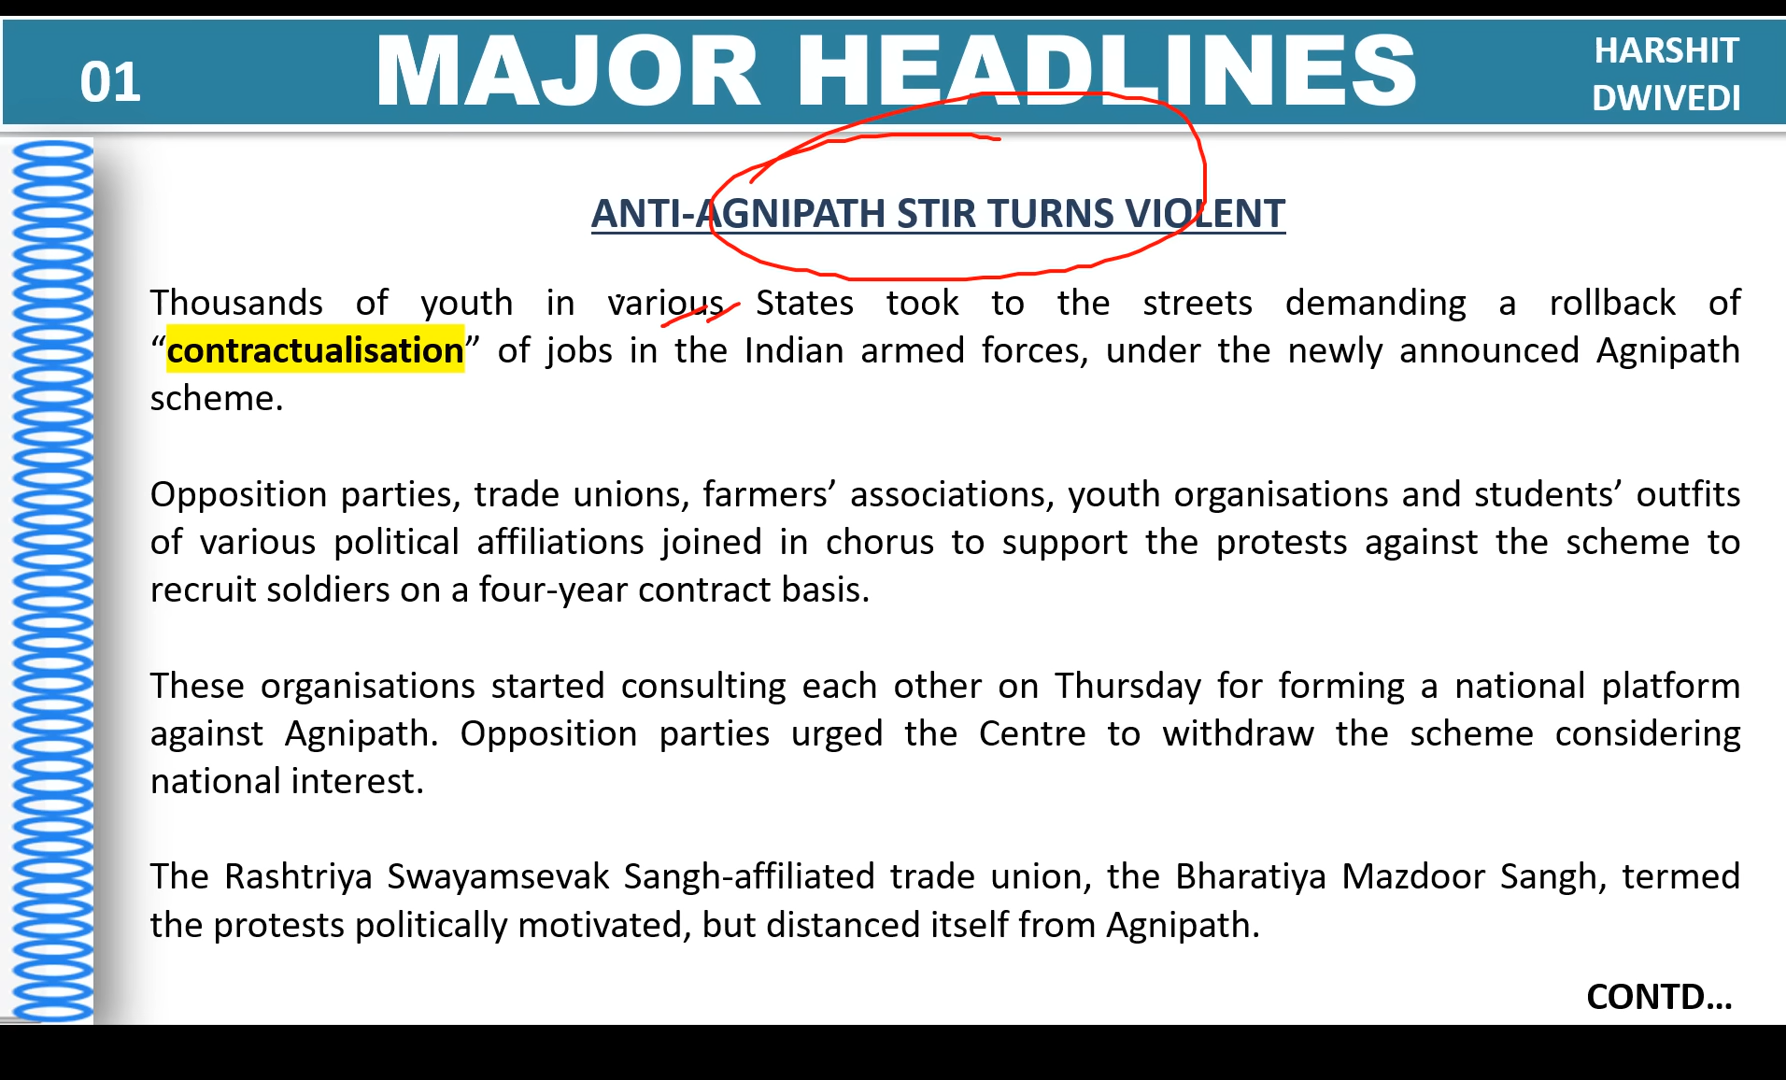 01
MAJOR HEADLINES
HARSHIT
DWIVEDI
ANTI-AGNIPATH STIR TURNS VIOLENT
Thousands of youth in various States took to the streets demanding a rollback of
“contractualisation” of jobs in the Indian armed forces, under the newly announced Agnipath
scheme.
Opposition parties, trade unions, farmers’ associations, youth organisations and students’ outfits
of various political affiliations joined in chorus to support the protests against the scheme to
recruit soldiers on a four-year contract basis.
These organisations started consulting each other on Thursday for forming a national platform
against Agnipath. Opposition parties urged the Centre to withdraw the scheme considering
national interest.
The Rashtriya Swayamsevak Sangh-affiliated trade union, the Bharatiya Mazdoor Sangh, termed
the protests politically motivated, but distanced itself from Agnipath.
CONTD...